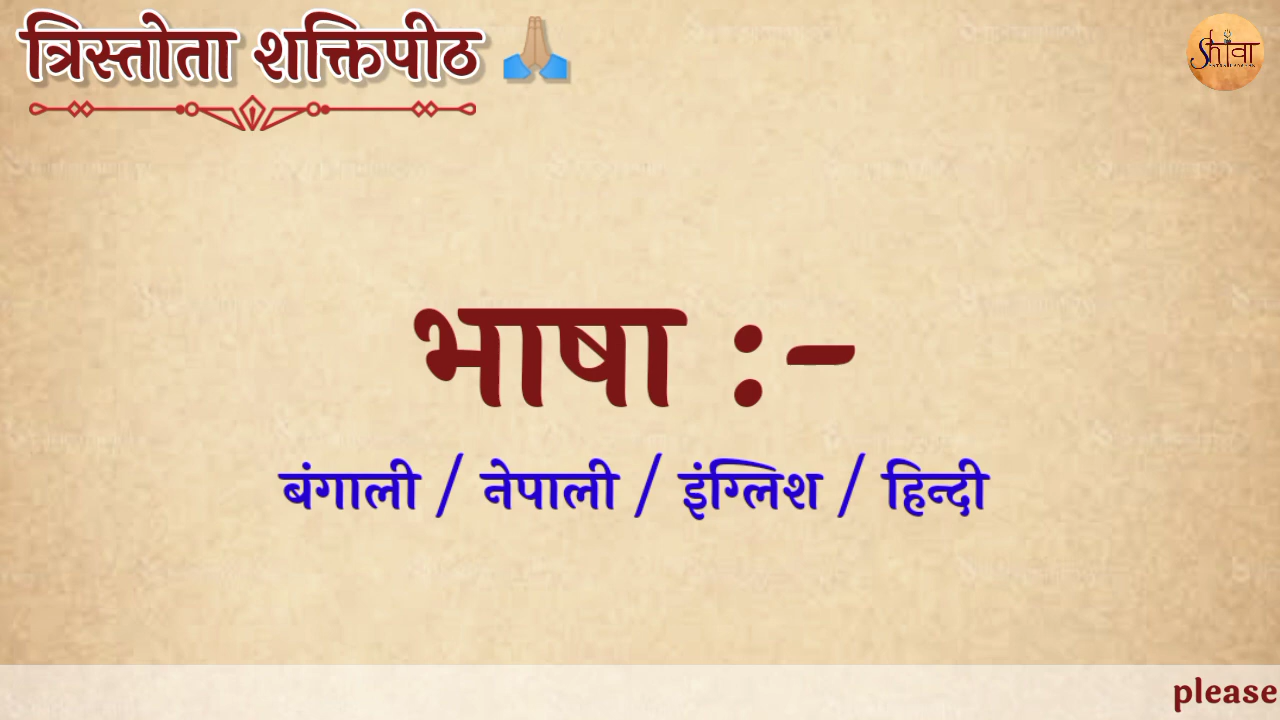 त्रिस्तोता शक्तिपीठ
भाषा :-
बंगाली / नेपाली / इंग्लिश / हिन्दी
please